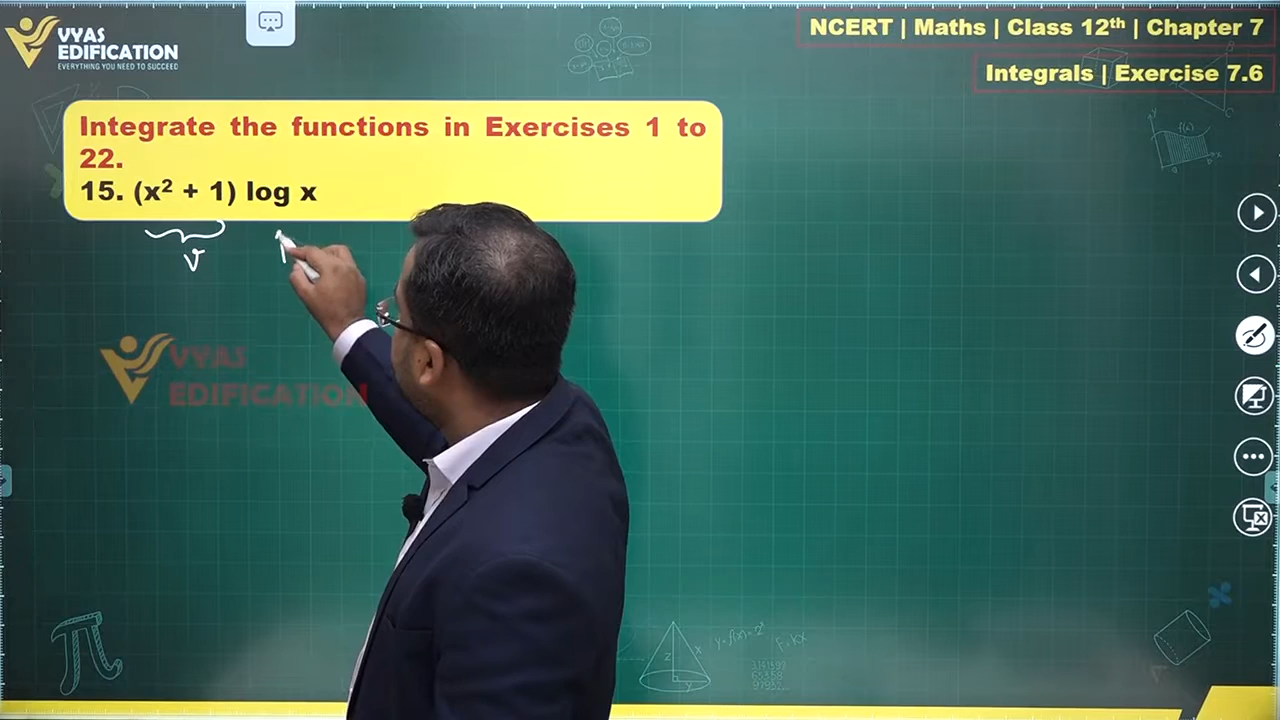 VYAS
EDIFICATION
EVERYTHING YOU NEED TO SUCCEED
NCERT | Maths | Class 12th | Chapter 7
Integrals | Exercise 7.6
Integrate the functions in Exercises 1 to
22.
15. (x² + 1) log x
v
VYAS
EDIFICATION